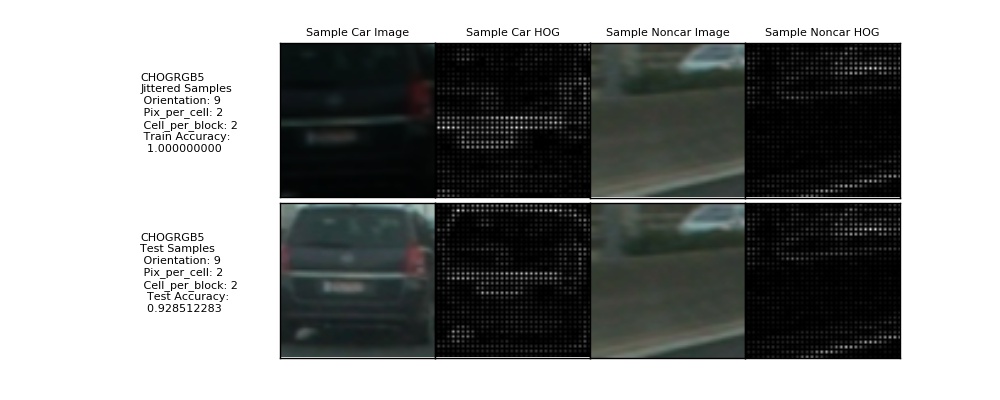 Sample Car Image Sample Car HOG Sample Noncar Image Sample Noncar HOG
CHOGRGB5
Jittered Samples
Orientation: 9
Pix_per_cell: 2
Cell_per_block: 2
Train Accuracy:
1.000000000
CHOGRGB5
Test Samples
Orientation: 9
Pix_per_cell: 2
Cell_per_block: 2
Test Accuracy:
0.928512283